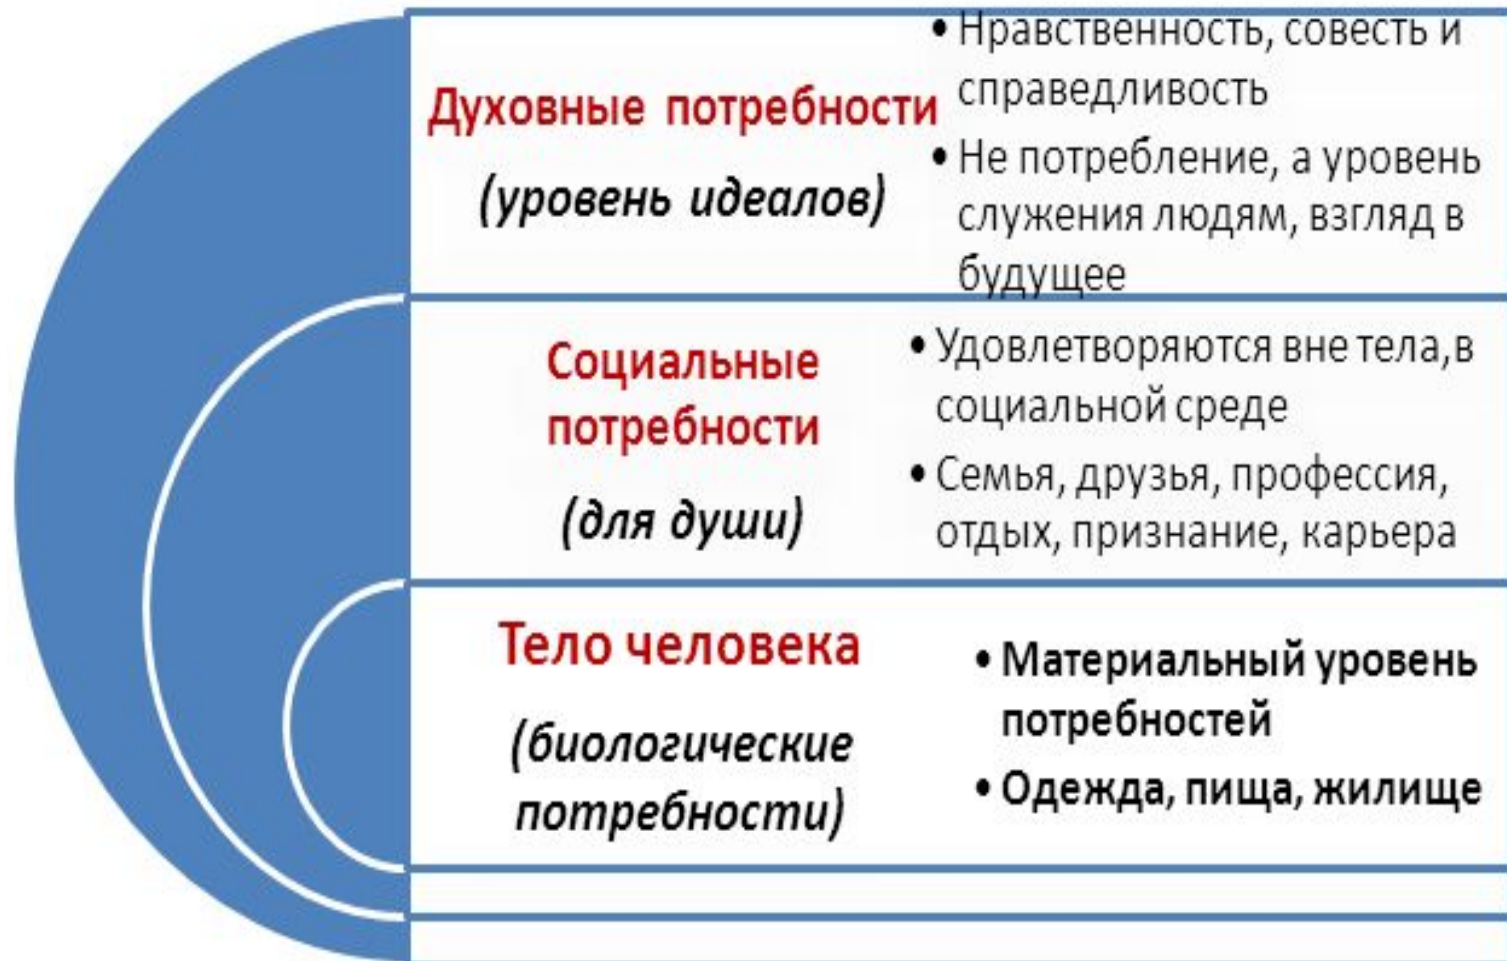 Духовные потребности
(уровень идеалов)
• Нравственность, совесть и
справедливость
• Не потребление, а уровень
служения людям, взгляд в
будущее
Социальные
потребности
(для души)
• Удовлетворяются вне тела,в
социальной среде
• Семья, друзья, профессия,
отдых, признание, карьера
Тело человека
(биологические
потребности)
• Материальный уровень
потребностей
• Одежда, пища, жилище